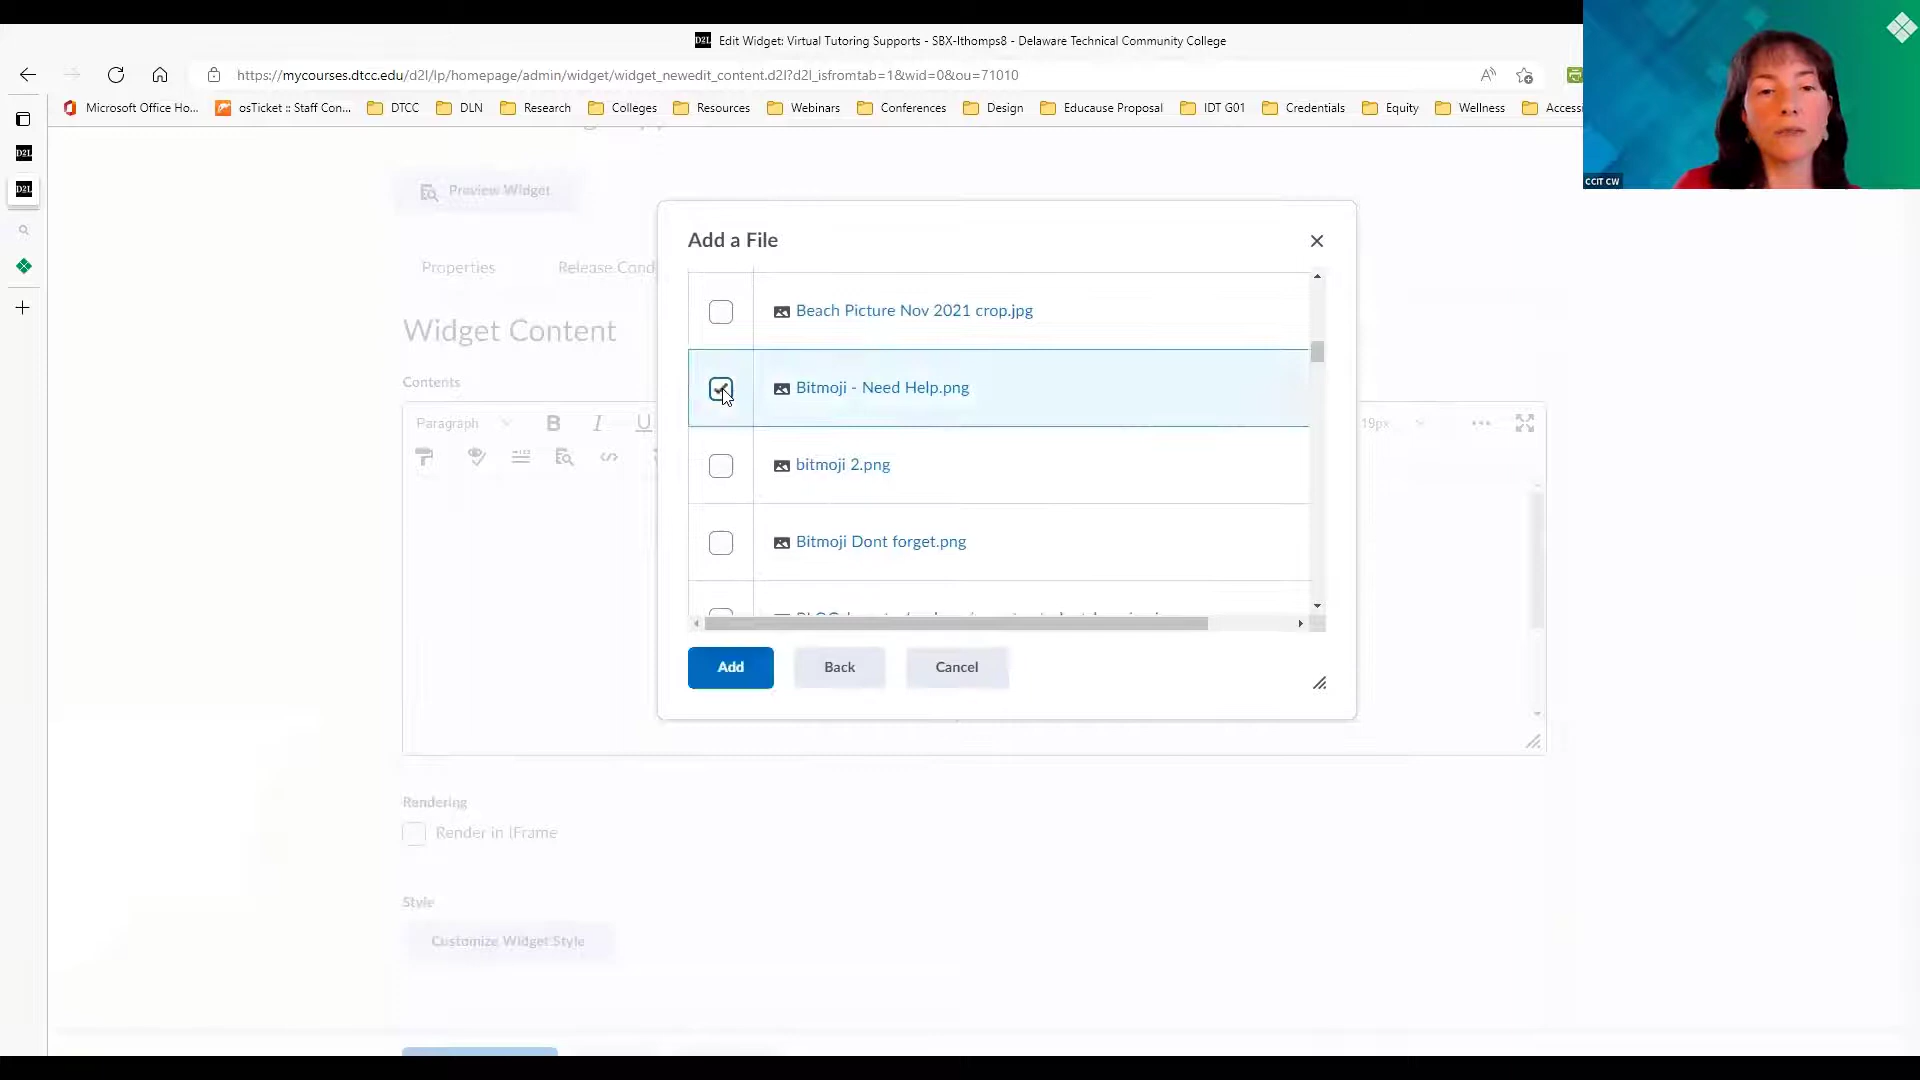 Edit Widget: Virtual Tutoring Supports - SBX-lthomps8 - Delaware Technical Community College
https://mycourses.dtcc.edu/d2l/lp/homepage/admin/widget/widget_newedit_content.d2l?d2l_isfromtab=1&wid=0&ou=71010
Microsoft Office Ho... osTicket :: Staff Con... DTCC DLN Research Colleges Resources Webinars Conferences Design Educause Proposal IDT G01 Credentials Equity Wellness Accessi
CCIT CW
D2L
D2L
Preview Widget
Properties Release Cond
Widget Content
Contents
Paragraph B I U 19px
Add a File
Beach Picture Nov 2021 crop.jpg
Bitmoji - Need Help.png
bitmoji 2.png
Bitmoji Dont forget.png
Add Back Cancel
Rendering
Render in IFrame
Style
Customize Widget Style